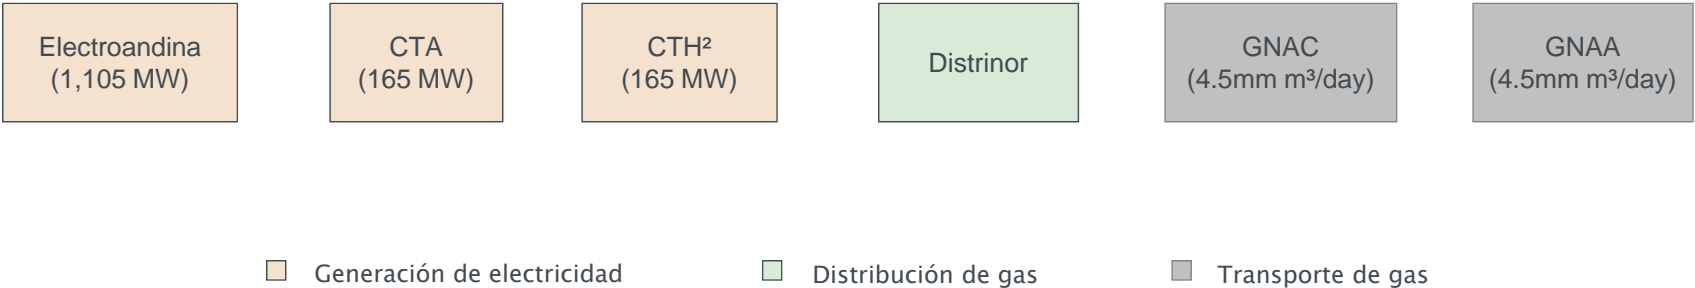 Electroandina
(1,105 MW)
CTA
(165 MW)
CTH²
(165 MW)
Distrinor
GNAC
(4.5mm m³/day)
GNAA
(4.5mm m³/day)
Generación de electricidad
Distribución de gas
Transporte de gas